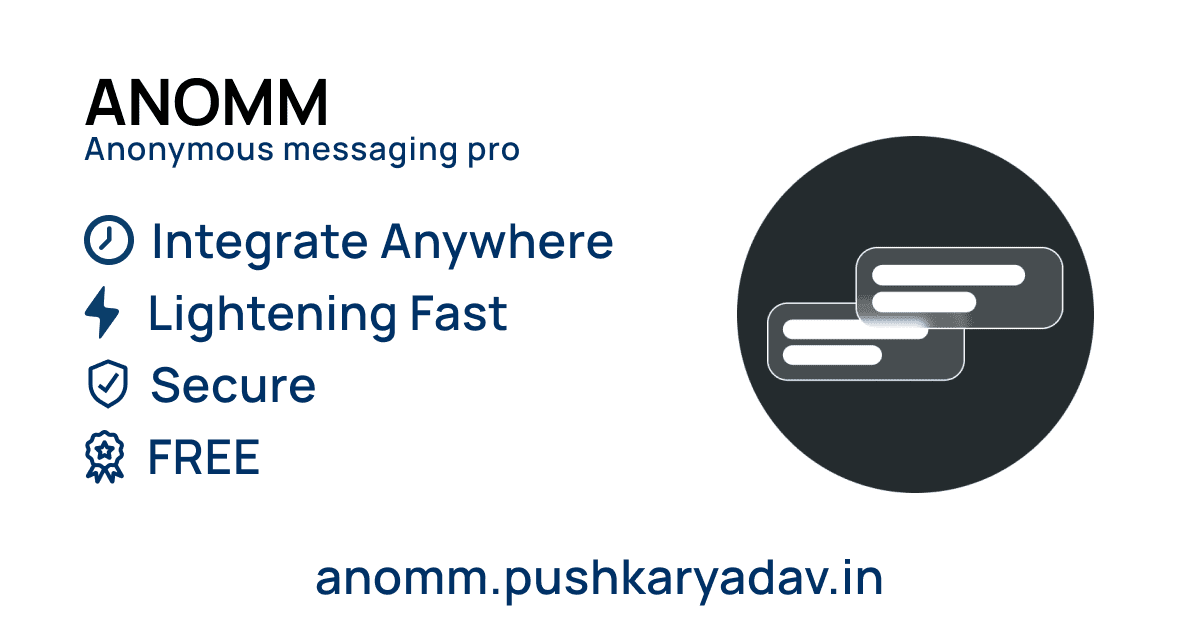 ANOMM
Anonymous messaging pro
Integrate Anywhere
Lightening Fast
Secure
FREE
anomm.pushkaryadav.in